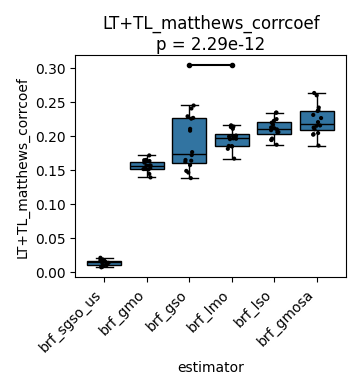 LT+TL_matthews_corrcoef
p = 2.29e-12
LT+TL_matthews_corrcoef
0.30
0.25
0.20
0.15
0.10
0.05
0.00
brf_sgso_us
brf_gmo
brf_gso
brf_lmo
brf_lso
brf_gmosa
estimator